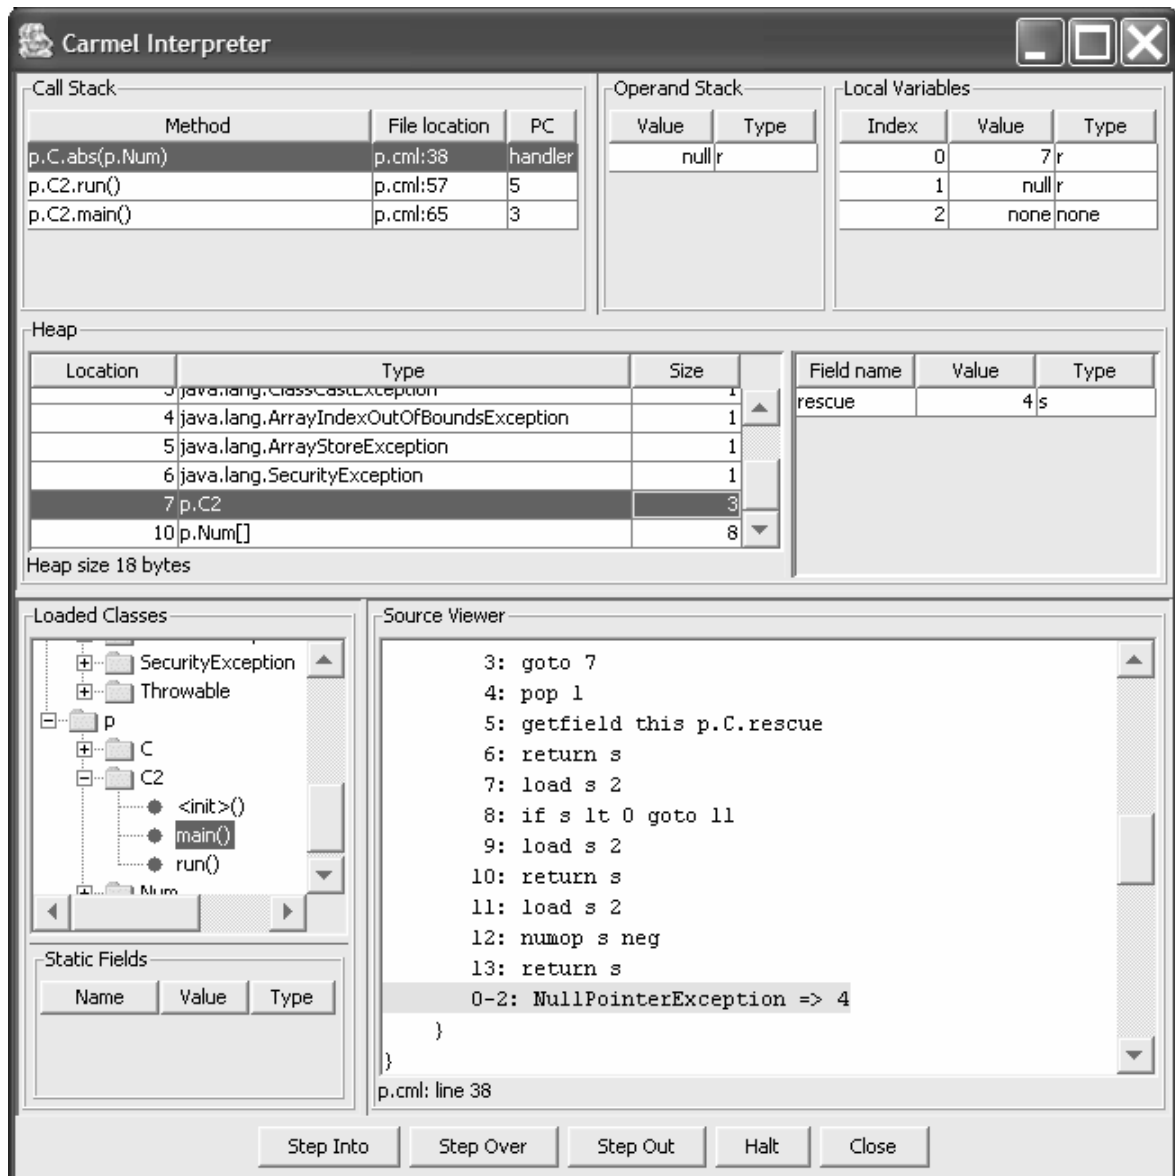 Carmel Interpreter
Call Stack
Method File location PC
p.C.abs(p.Num) p.cml:38 handler
p.C2.run() p.cml:57 5
p.C2.main() p.cml:65 3
Operand Stack
Value Type
null r
Local Variables
Index Value Type
0 7 r
1 null r
2 none none
Heap
Location Type Size
3 java.lang.ClassCastException 1
4 java.lang.ArrayIndexOutOfBoundsException 1
5 java.lang.ArrayStoreException 1
6 java.lang.SecurityException 1
7 p.C2 3
10 p.Num[] 8
Heap size 18 bytes
Field name Value Type
rescue 4 s
Loaded Classes
SecurityException
Throwable
p
C
C2
<init>()
main()
run()
Num
Static Fields
Name Value Type
Source Viewer
3: goto 7
4: pop 1
5: getfield this p.C.rescue
6: return s
7: load s 2
8: if s lt 0 goto 11
9: load s 2
10: return s
11: load s 2
12: numop s neg
13: return s
0-2: NullPointerException => 4
}
}
p.cml: line 38
Step Into Step Over Step Out Halt Close